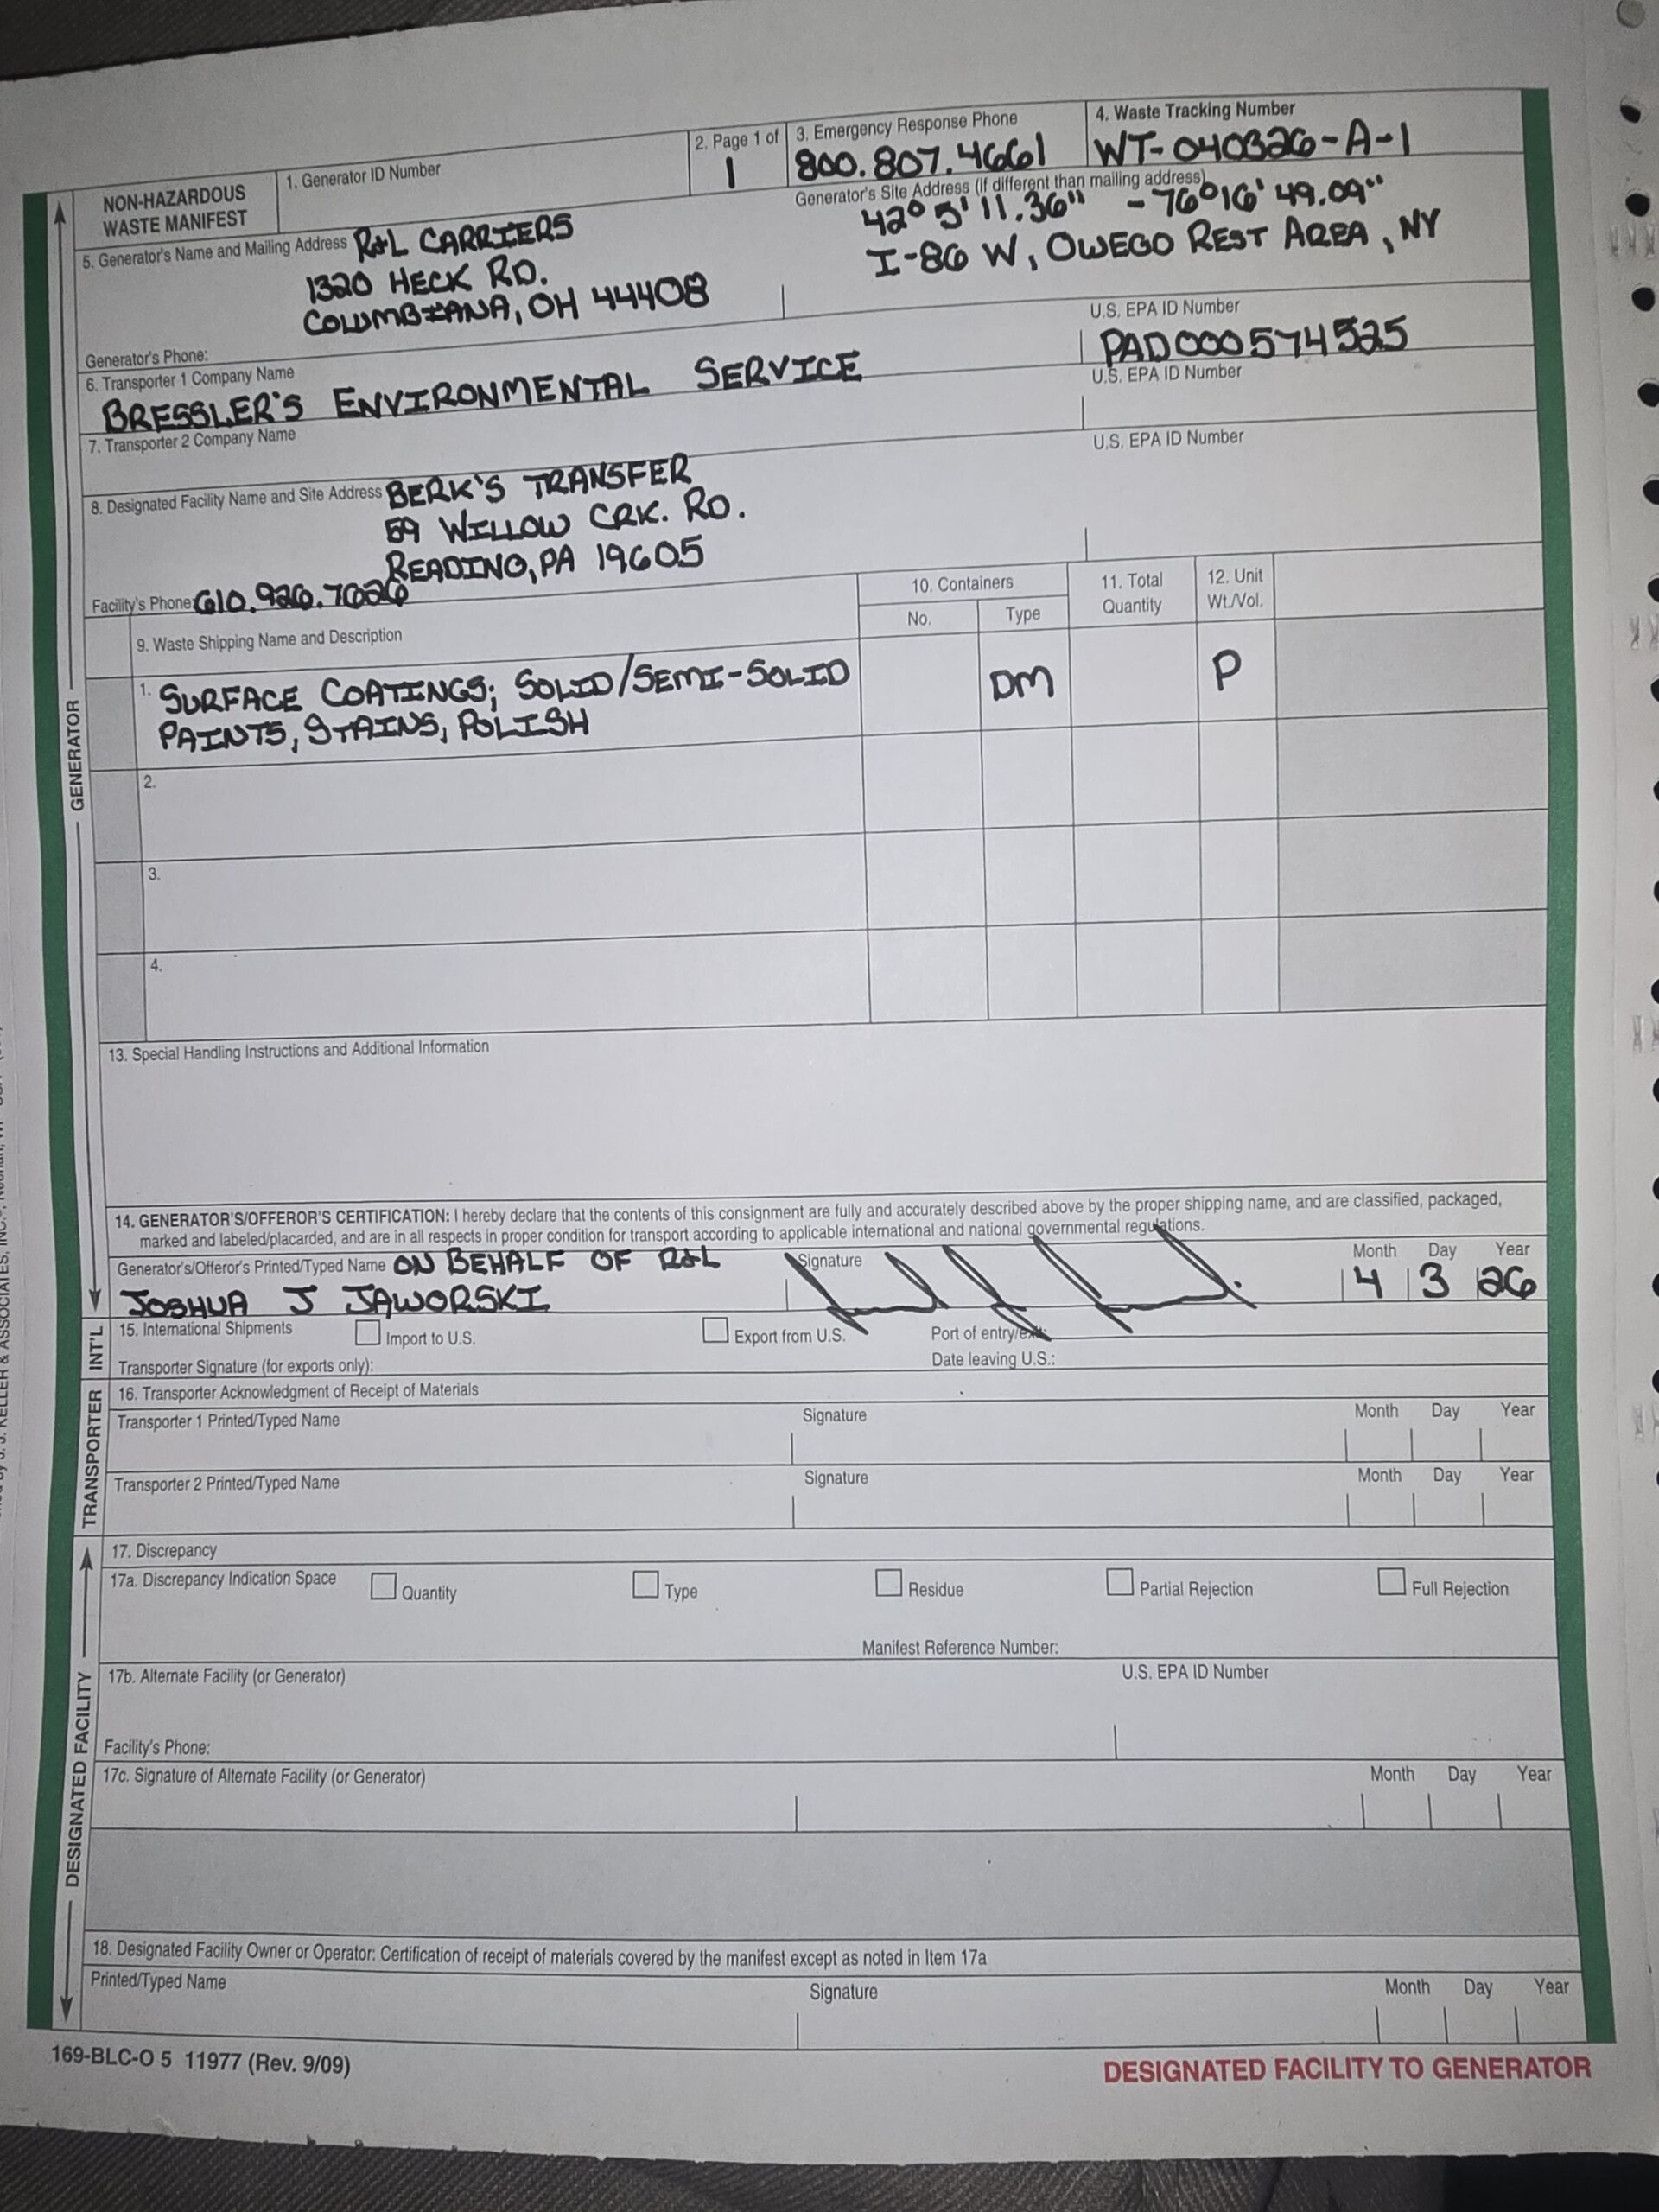 NON-HAZARDOUS
WASTE MANIFEST
1. Generator ID Number
2. Page 1 of
1
3. Emergency Response Phone
800.807.4661
4. Waste Tracking Number
WT-040326-A-1
5. Generator's Name and Mailing Address R&L CARRIERS
1320 HECK RD.
COLUMBIANA, OH 44408
Generator's Site Address (if different than mailing address)
42° 5' 11.36" -76°16' 49.09"
I-86 W, OWEGO REST AREA, NY
Generator's Phone:
6. Transporter 1 Company Name
BRESSLER'S ENVIRONMENTAL SERVICE
U.S. EPA ID Number
PAD000574525
7. Transporter 2 Company Name
U.S. EPA ID Number
8. Designated Facility Name and Site Address BERK'S TRANSFER
59 WILLOW CRK. RD.
READING, PA 19605
U.S. EPA ID Number
Facility's Phone: 610.926.7626
9. Waste Shipping Name and Description
10. Containers
No.
Type
11. Total
Quantity
12. Unit
Wt./Vol.
1. SURFACE COATINGS; SOLID/SEMI-SOLID
PAINTS, STAINS, POLISH
DM
P
2.
3.
4.
GENERATOR
13. Special Handling Instructions and Additional Information
14. GENERATOR'S/OFFEROR'S CERTIFICATION: I hereby declare that the contents of this consignment are fully and accurately described above by the proper shipping name, and are classified, packaged,
marked and labeled/placarded, and are in all respects in proper condition for transport according to applicable international and national governmental regulations.
Generator's/Offeror's Printed/Typed Name ON BEHALF OF R&L
JOSHUA J JAWORSKI
Signature
Month Day Year
4 3 26
INT'L
15. International Shipments
Import to U.S.
Export from U.S.
Port of entry/exit:
Transporter Signature (for exports only):
Date leaving U.S.:
TRANSPORTER
16. Transporter Acknowledgment of Receipt of Materials
Transporter 1 Printed/Typed Name
Signature
Month Day Year
Transporter 2 Printed/Typed Name
Signature
Month Day Year
DESIGNATED FACILITY
17. Discrepancy
17a. Discrepancy Indication Space
Quantity
Type
Residue
Partial Rejection
Full Rejection
Manifest Reference Number:
17b. Alternate Facility (or Generator)
U.S. EPA ID Number
Facility's Phone:
17c. Signature of Alternate Facility (or Generator)
Month Day Year
18. Designated Facility Owner or Operator: Certification of receipt of materials covered by the manifest except as noted in Item 17a
Printed/Typed Name
Signature
Month Day Year
169-BLC-O 5 11977 (Rev. 9/09)
DESIGNATED FACILITY TO GENERATOR